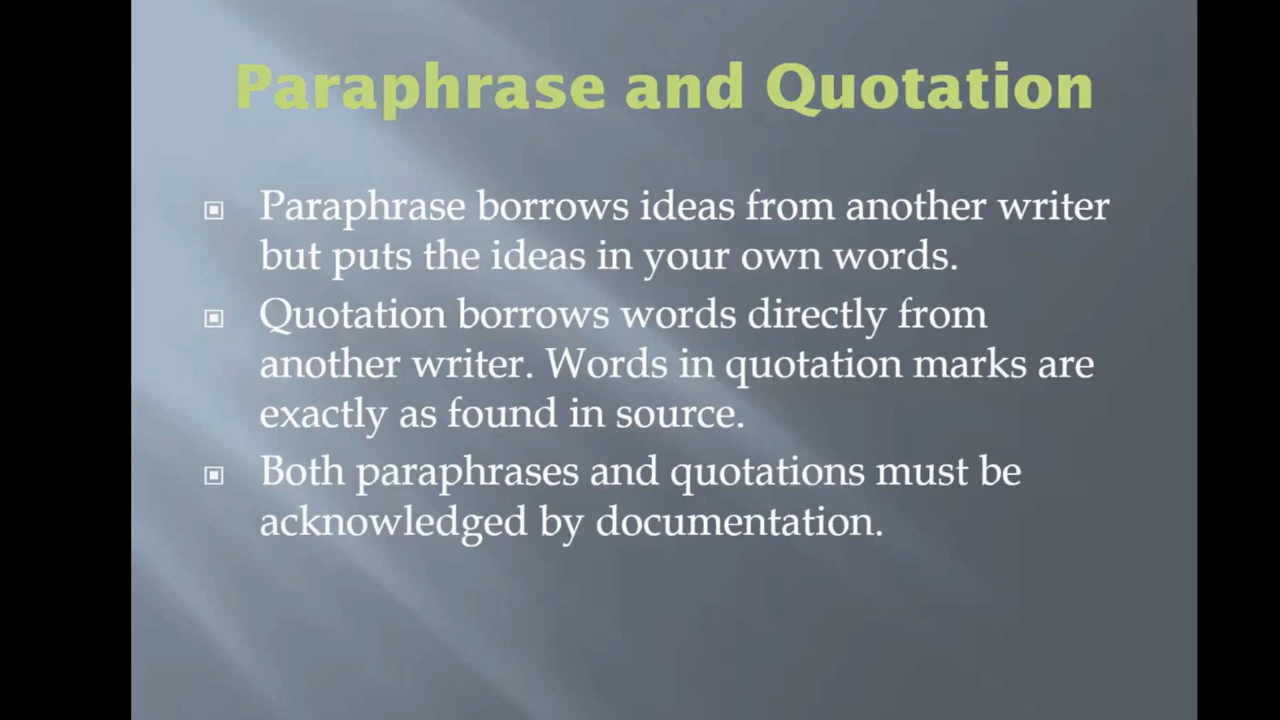 Paraphrase and Quotation
Paraphrase borrows ideas from another writer
but puts the ideas in your own words.
Quotation borrows words directly from
another writer. Words in quotation marks are
exactly as found in source.
Both paraphrases and quotations must be
acknowledged by documentation.